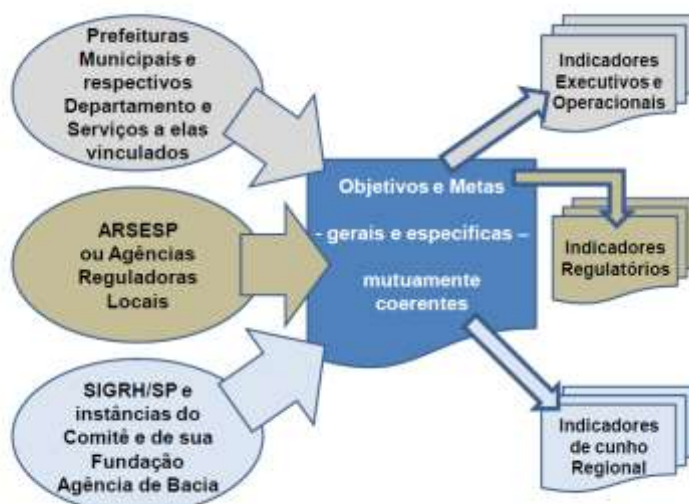 Prefeituras
Municipais e
respectivos
Departamento e
Serviços a elas
vinculados
ARSESP
ou Agências
Reguladoras
Locais
SIGRH/SP e
instâncias do
Comitê e de sua
Fundação
Agência de Bacia
Objetivos e Metas
- gerais e especificas –
mutuamente
coerentes
Indicadores
Executivos e
Operacionais
Indicadores
Regulatórios
Indicadores
de cunho
Regional